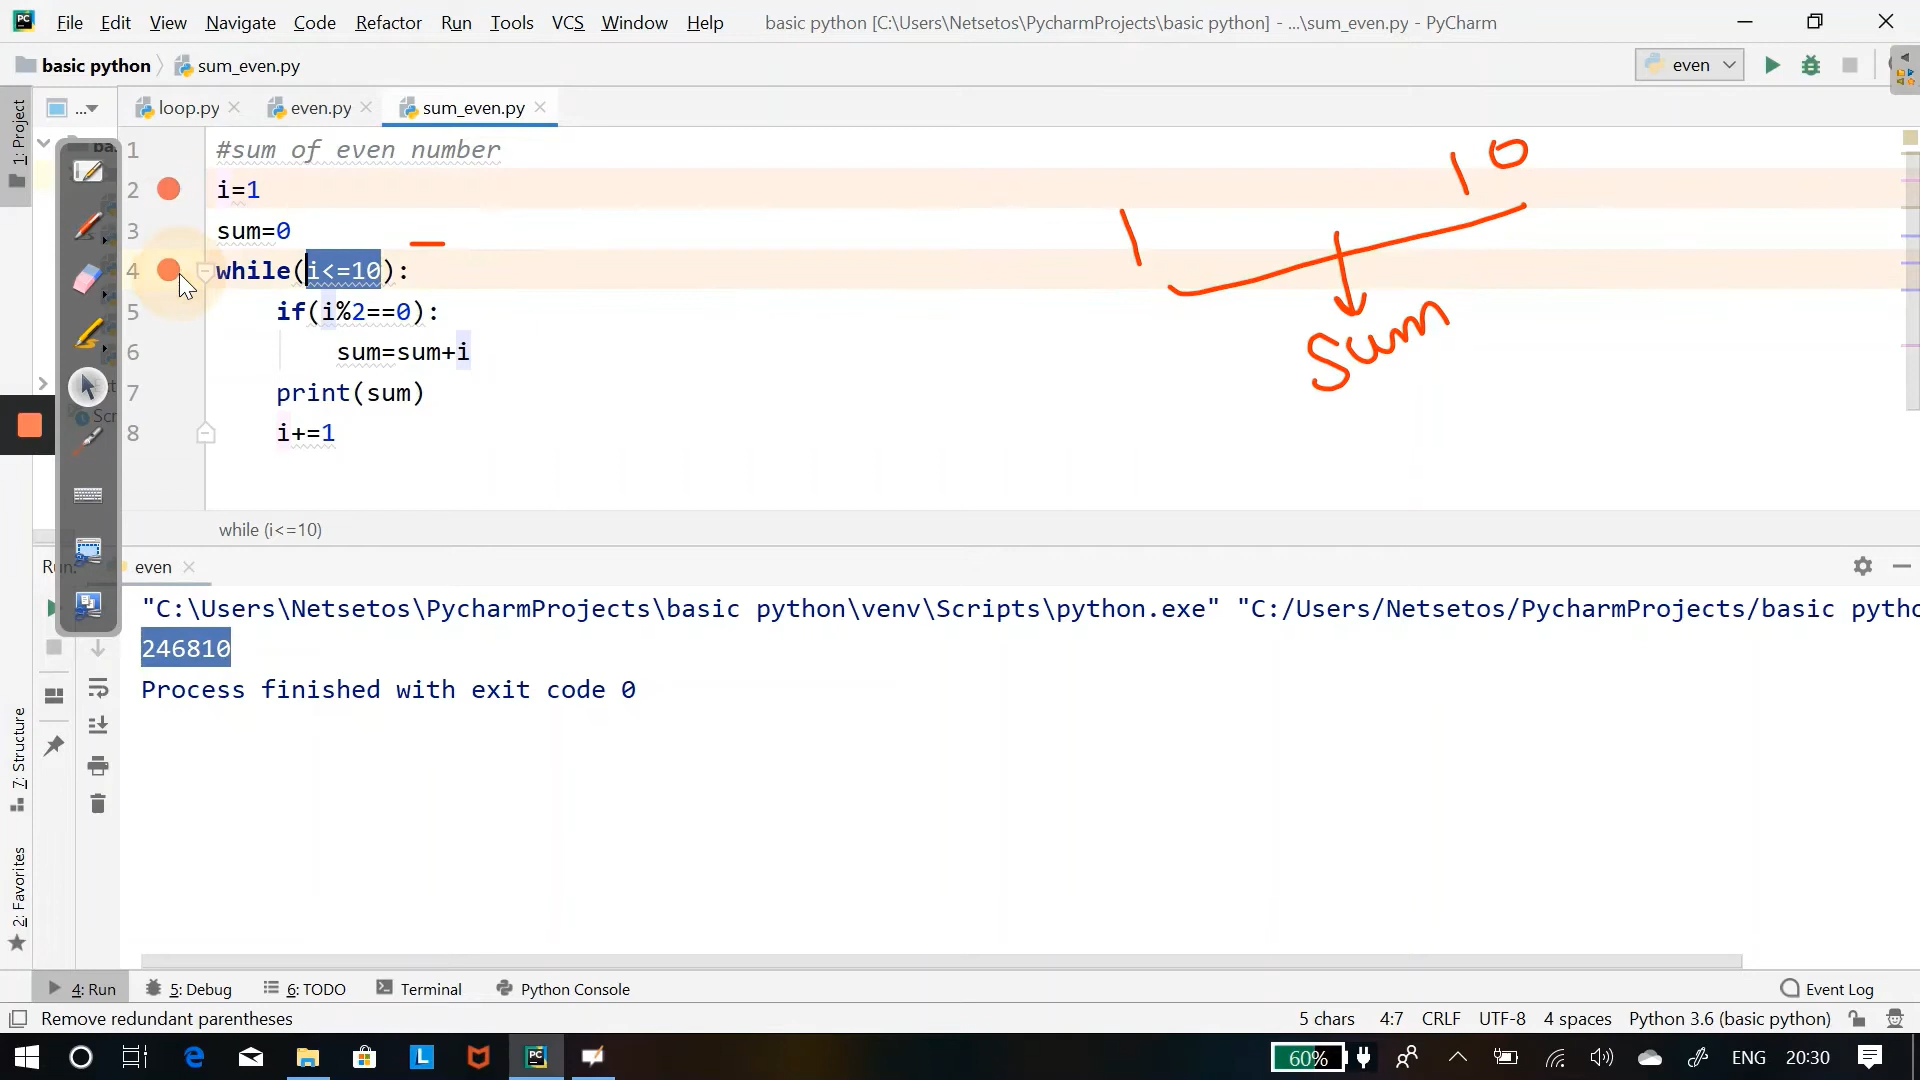 File Edit View Navigate Code Refactor Run Tools VCS Window Help basic python [C:\Users\Netsetos\PycharmProjects\basic python] - ...\sum_even.py - PyCharm
basic python sum_even.py even
... loop.py even.py sum_even.py
1: Project
1 #sum of even number
2 i=1
3 sum=0
4 while(i<=10):
5 if(i%2==0):
6 sum=sum+i
7 print(sum)
8 i+=1
1 10
Sum
while (i<=10)
Run: even
"C:\Users\Netsetos\PycharmProjects\basic python\venv\Scripts\python.exe" "C:/Users/Netsetos/PycharmProjects/basic pytho
246810
Process finished with exit code 0
7: Structure
2: Favorites
4: Run 5: Debug 6: TODO Terminal Python Console Event Log
Remove redundant parentheses 5 chars 4:7 CRLF UTF-8 4 spaces Python 3.6 (basic python)
60% ENG 20:30